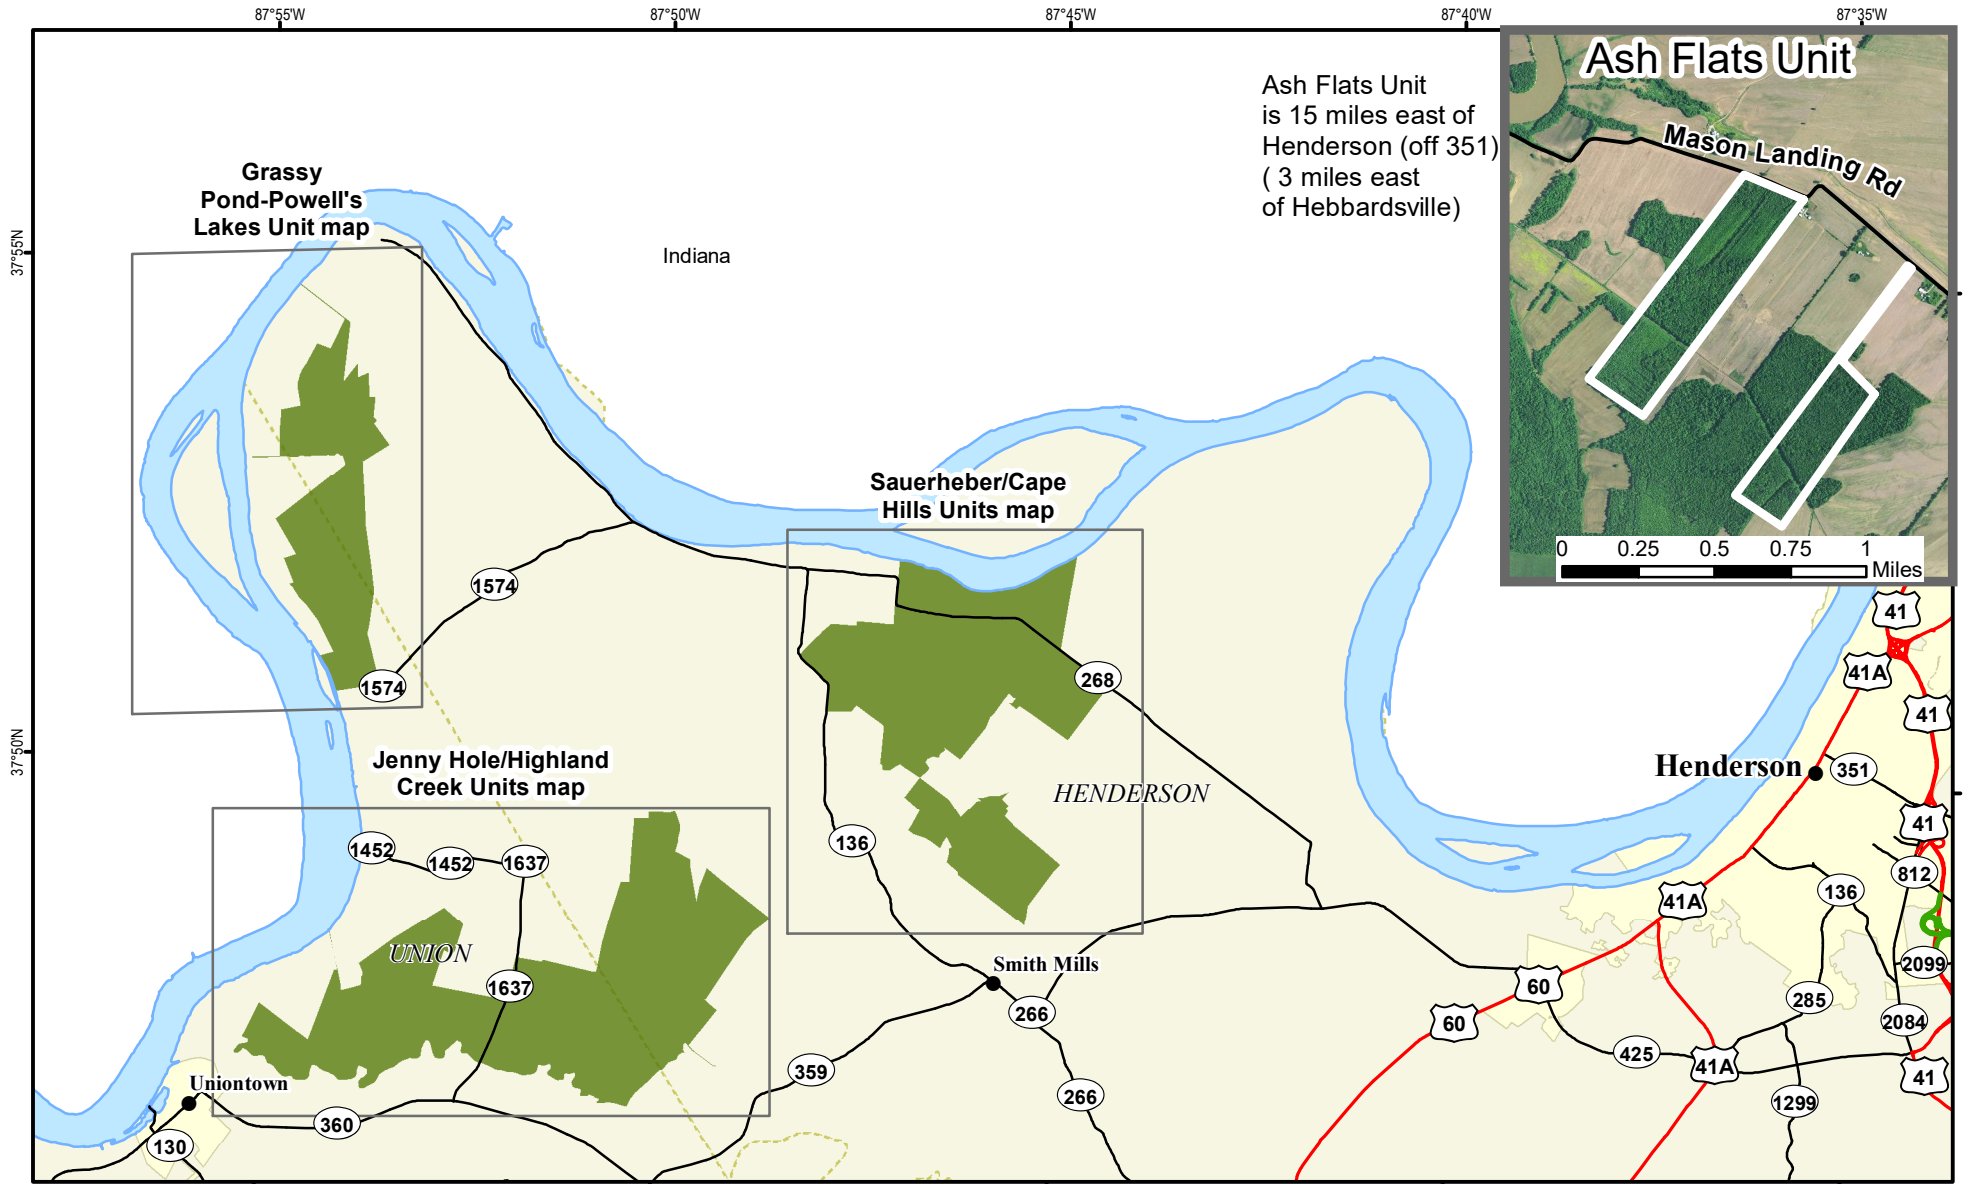 87°55'W
87°50'W
87°45'W
87°40'W
87°35'W
37°55'N
37°50'N
Ash Flats Unit
is 15 miles east of
Henderson (off 351)
( 3 miles east
of Hebbardsville)
Ash Flats Unit
Mason Landing Rd
0 0.25 0.5 0.75 1
Miles
Grassy
Pond-Powell's
Lakes Unit map
Indiana
Sauerheber/Cape
Hills Units map
1574
1574
268
41
41A
41
Jenny Hole/Highland
Creek Units map
Henderson
351
HENDERSON
41
136
1452
1452
1637
812
136
41A
UNION
1637
Smith Mills
2099
60
285
266
60
2084
425
41A
359
41
Uniontown
266
1299
360
130